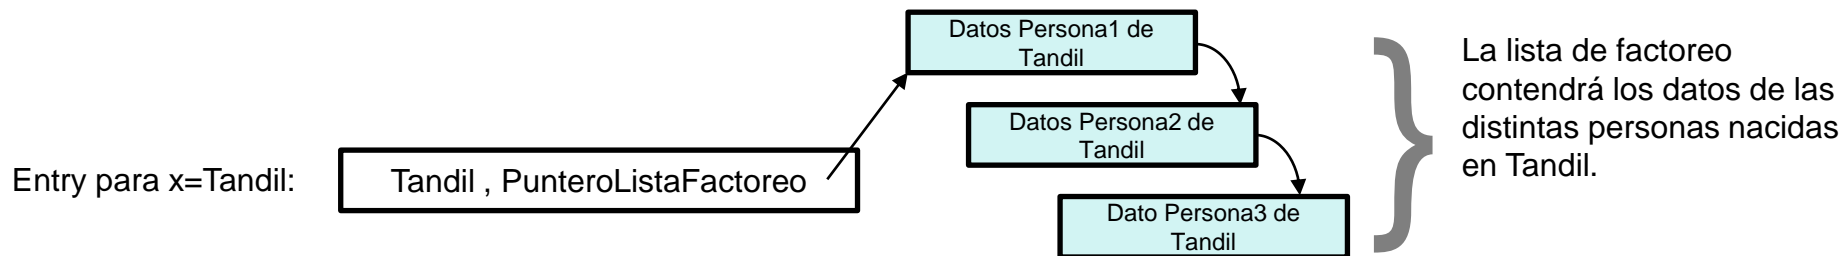 Datos Persona1 de
Tandil
Datos Persona2 de
Tandil
Dato Persona3 de
Tandil
Entry para x=Tandil:
Tandil , PunteroListaFactoreo
La lista de factoreo
contendrá los datos de las
distintas personas nacidas
en Tandil.